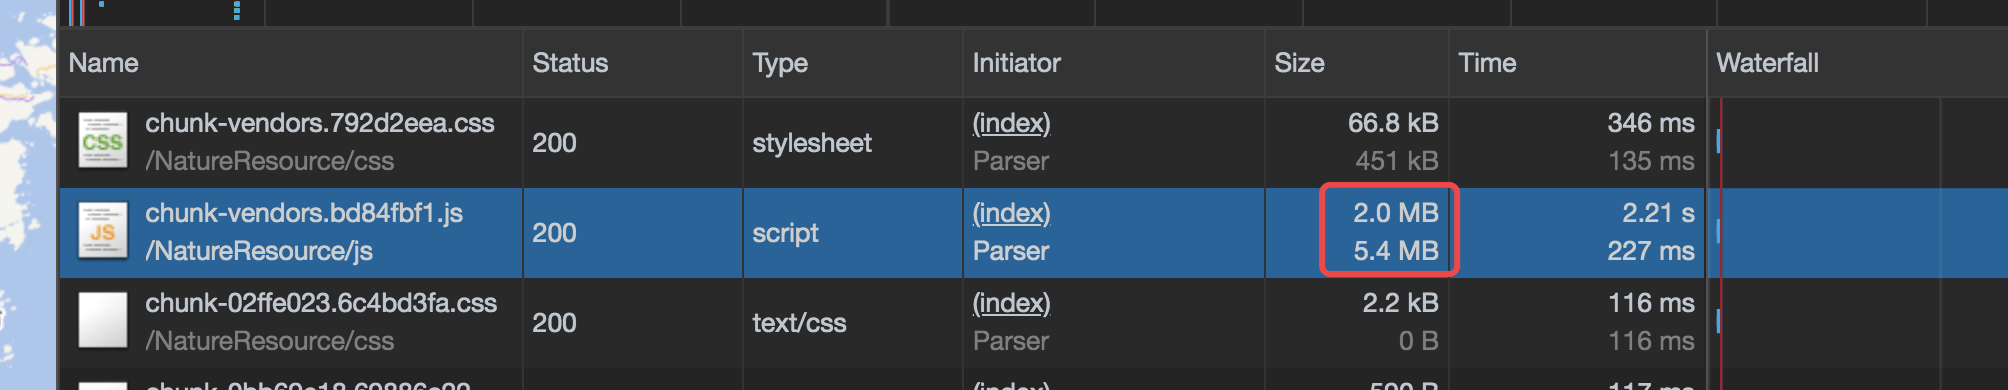 Name Status Type Initiator Size Time Waterfall
CSS chunk-vendors.792d2eea.css 200 stylesheet (index) 66.8 kB 346 ms
/NatureResource/css Parser 451 kB 135 ms
JS chunk-vendors.bd84fbf1.js 200 script (index) 2.0 MB 2.21 s
/NatureResource/js Parser 5.4 MB 227 ms
chunk-02ffe023.6c4bd3fa.css 200 text/css (index) 2.2 kB 116 ms
/NatureResource/css Parser 0 B 116 ms
(index)